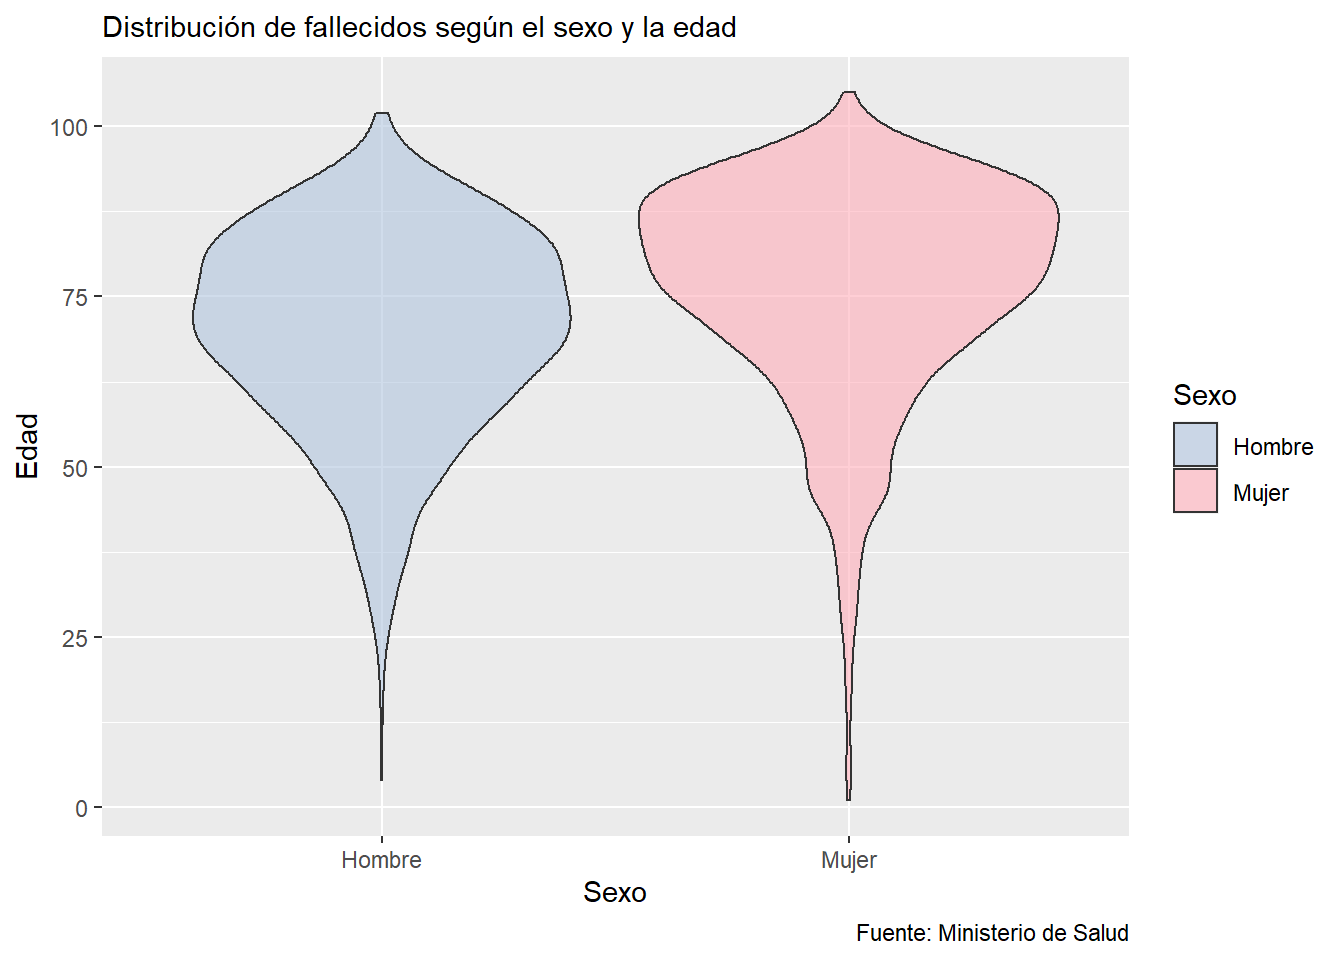 Distribución de fallecidos según el sexo y la edad
100
75
50
25
0
Edad
Hombre
Mujer
Sexo
Sexo
Hombre
Mujer
Fuente: Ministerio de Salud